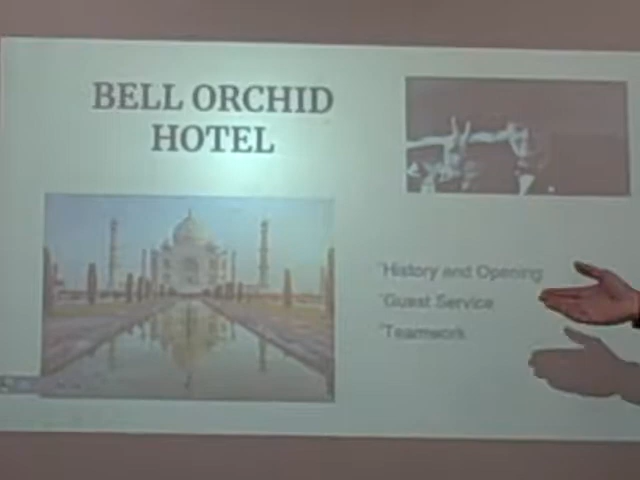 BELL ORCHID
HOTEL
"History and Opening
"Guest Service
"Teamwork